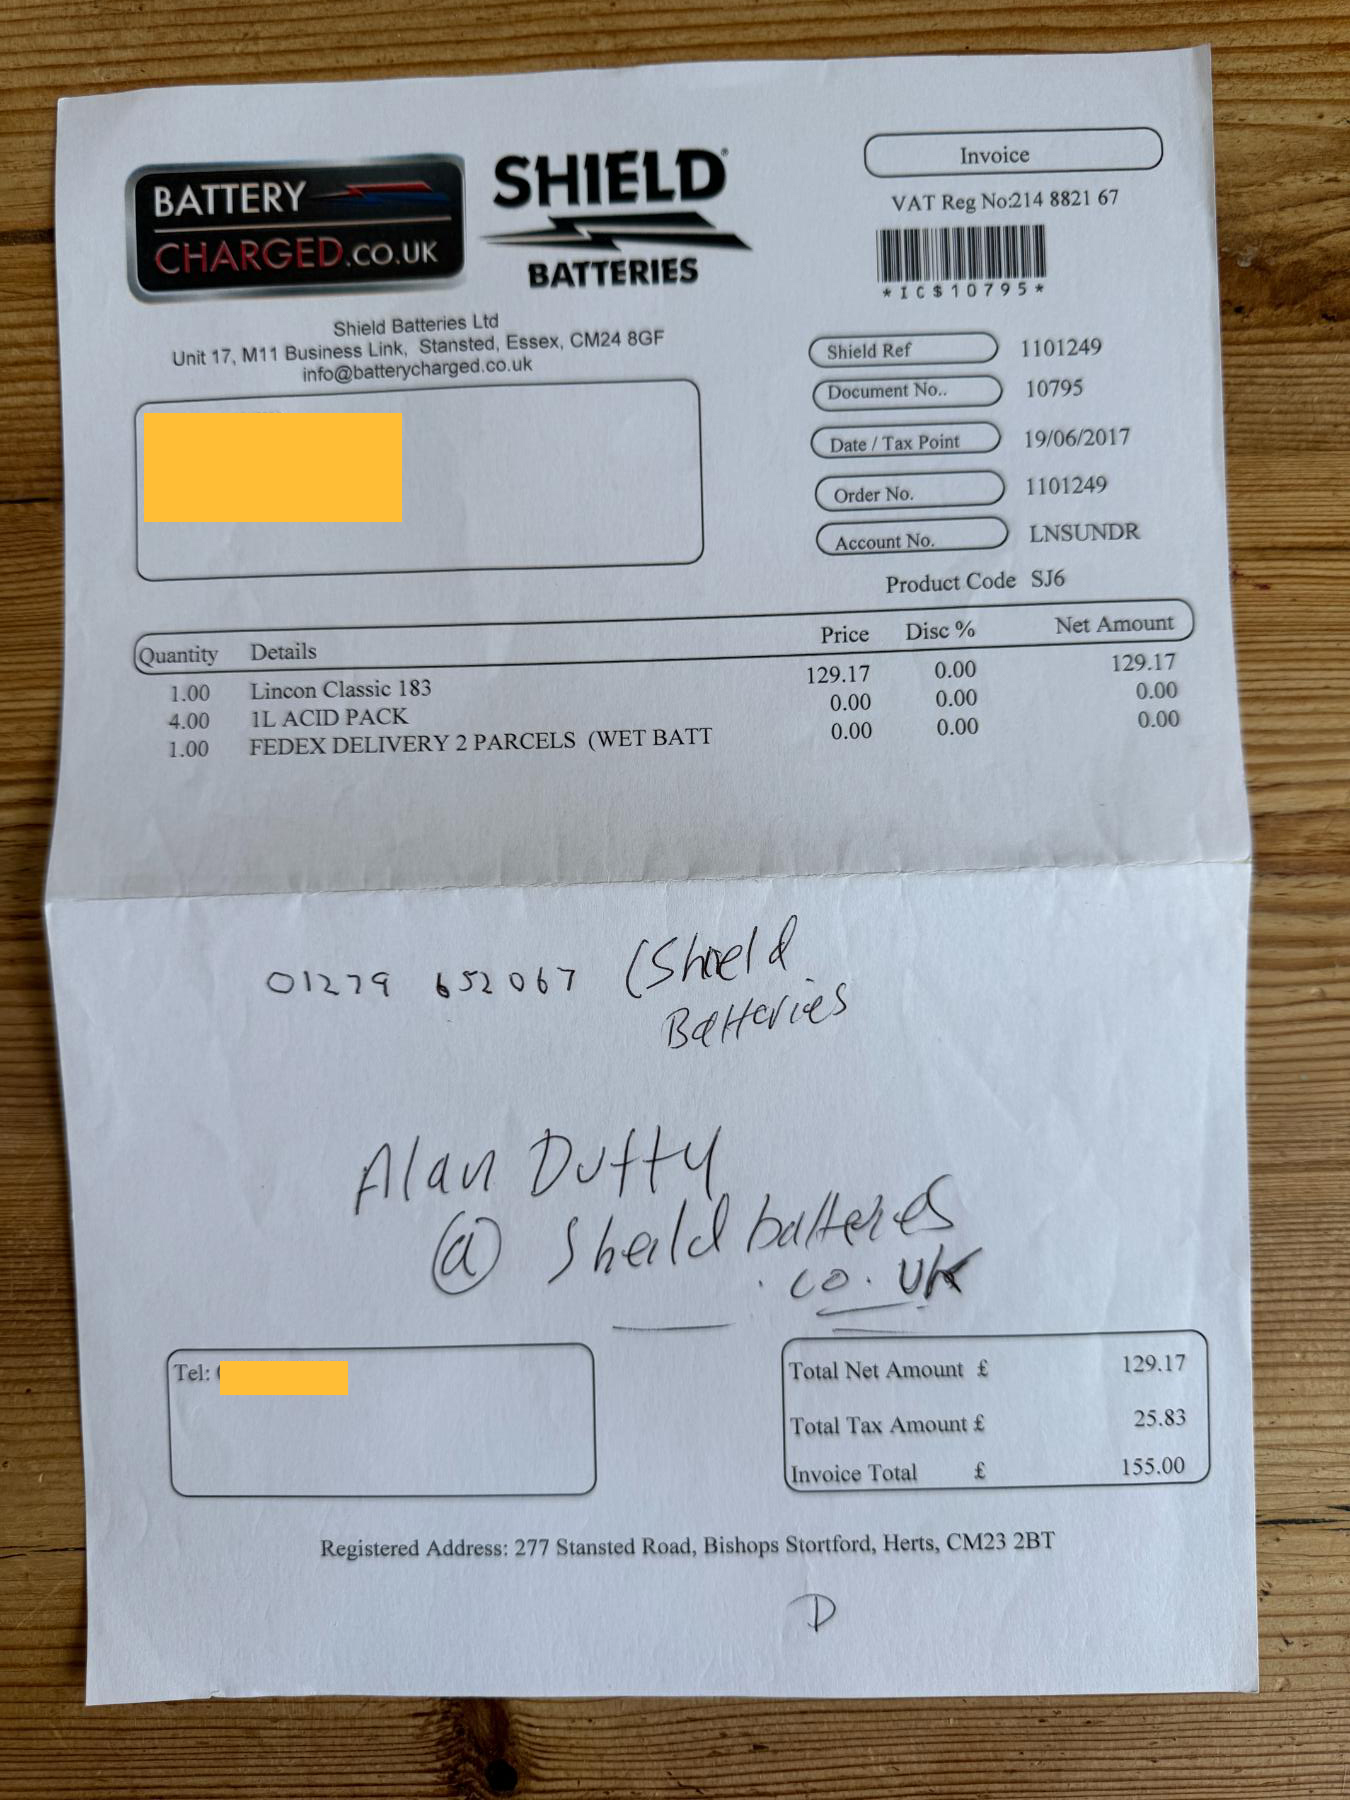 BATTERY
CHARGED.CO.UK
SHIELD®
BATTERIES
Invoice
VAT Reg No:214 8821 67
*IC$10795*
Shield Batteries Ltd
Unit 17, M11 Business Link, Stansted, Essex, CM24 8GF
info@batterycharged.co.uk
Shield Ref 1101249
Document No.. 10795
Date / Tax Point 19/06/2017
Order No. 1101249
Account No. LNSUNDR
Product Code SJ6
Quantity Details Price Disc % Net Amount
1.00 Lincon Classic 183 129.17 0.00 129.17
4.00 1L ACID PACK 0.00 0.00 0.00
1.00 FEDEX DELIVERY 2 PARCELS (WET BATT 0.00 0.00 0.00
01279 652067 (Shield
Batteries
Alan Duffy
@ Sheild batteries
.co.uk
Tel:
Total Net Amount £ 129.17
Total Tax Amount £ 25.83
Invoice Total £ 155.00
Registered Address: 277 Stansted Road, Bishops Stortford, Herts, CM23 2BT
D